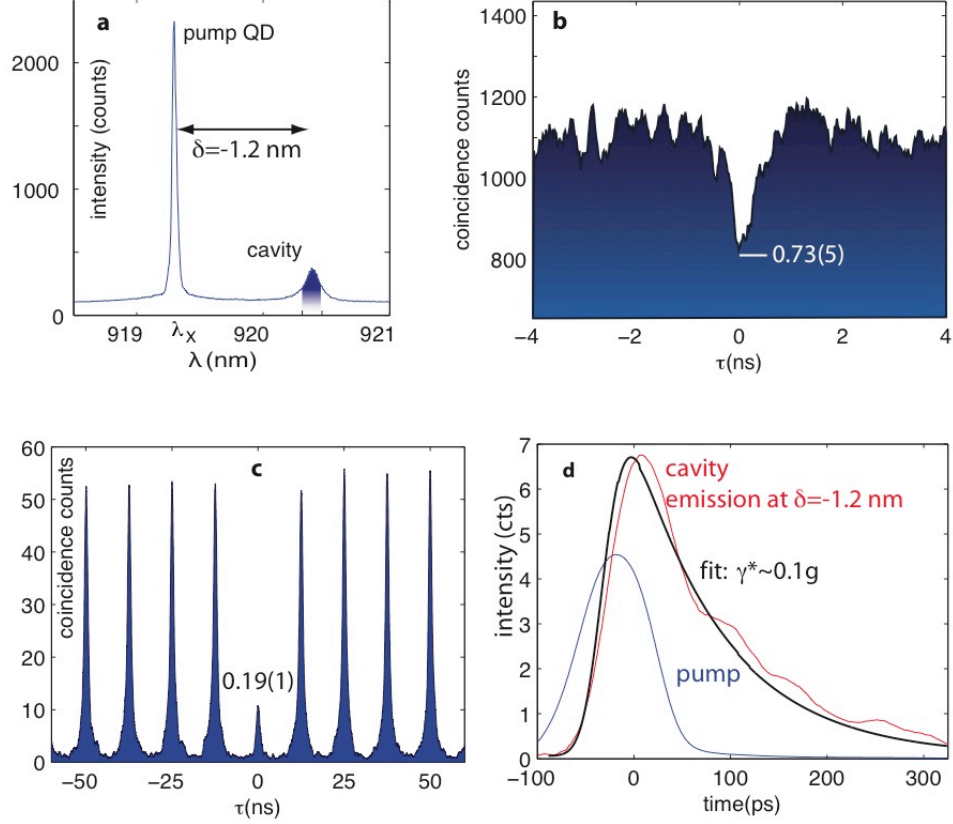 a
pump QD
δ=-1.2 nm
cavity
intensity (counts)
2000
1000
0
919
λX
920
921
λ(nm)
b
coincidence counts
1400
1200
1000
800
0.73(5)
−4
−2
0
2
4
τ(ns)
c
coincidence counts
60
50
40
30
20
10
0
0.19(1)
−50
−25
0
25
50
τ(ns)
d
intensity (cts)
7
6
5
4
3
2
1
0
cavity
emission at δ=-1.2 nm
fit: γ*~0.1g
pump
−100
0
100
200
300
time(ps)